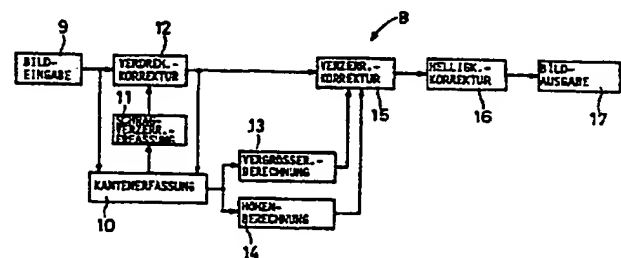 9
12
B
BILD-
EINGABE
VERDREH.-
KORREKTUR
VERZERR.-
KORREKTUR
HELLIGK.-
KORREKTUR
BILD-
AUSGABE
11
15
16
17
SCHRÄG-
VERZERR.-
ERFASSUNG
13
VERGRÖSSER.-
BERECHNUNG
KANTENERFASSUNG
10
HÖHEN-
BERECHNUNG
14